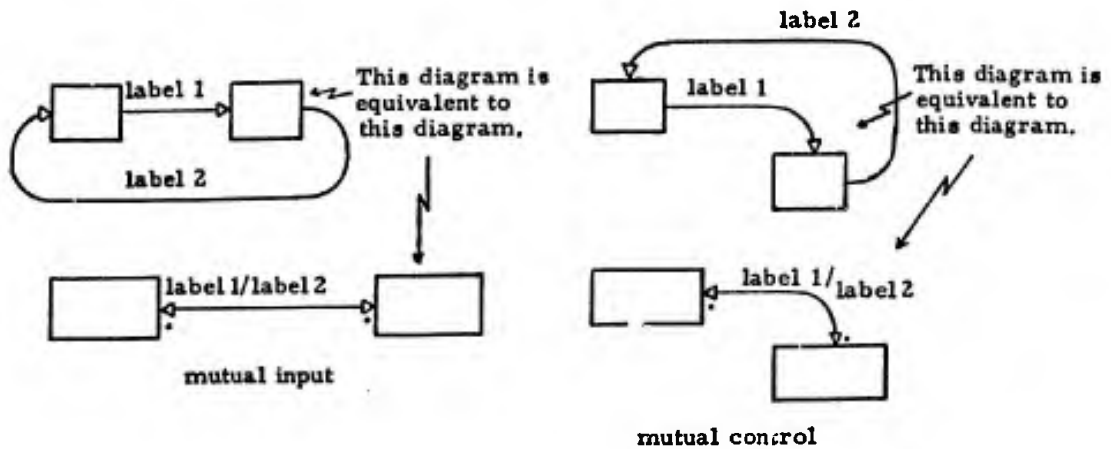 label 1
This diagram is
equivalent to
this diagram.
label 2
label 1/label 2
mutual input
label 2
label 1
This diagram is
equivalent to
this diagram.
label 1/
label 2
mutual control